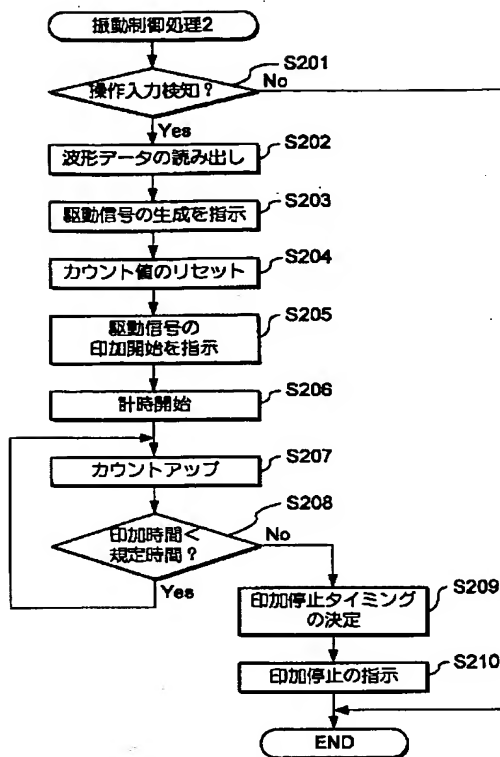 振動制御処理2
S201
操作入力検知？
No
Yes
S202
波形データの読み出し
S203
駆動信号の生成を指示
S204
カウント値のリセット
S205
駆動信号の
印加開始を指示
S206
計時開始
S207
カウントアップ
S208
印加時間<
規定時間？
No
Yes
S209
印加停止タイミング
の決定
S210
印加停止の指示
END